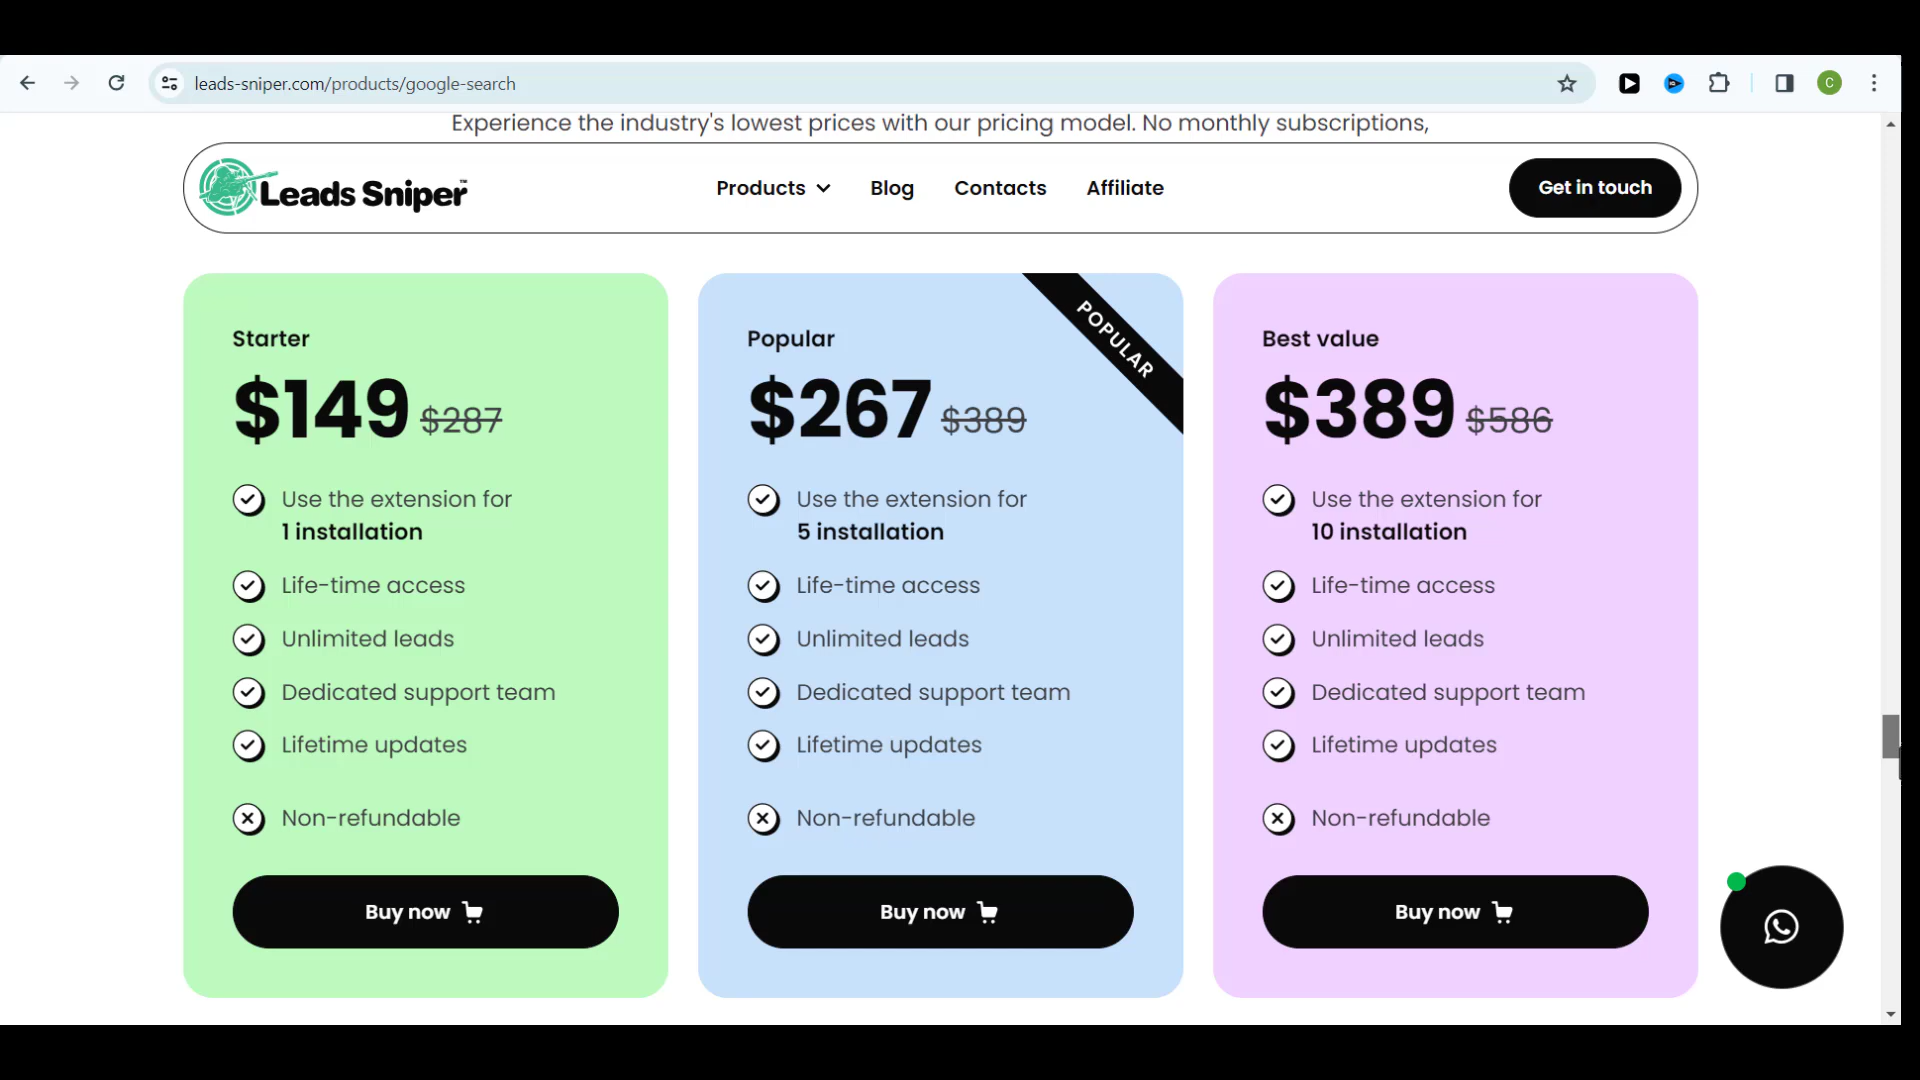 leads-sniper.com/products/google-search
C
Experience the industry's lowest prices with our pricing model. No monthly subscriptions,
Leads Sniper™
Products
Blog
Contacts
Affiliate
Get in touch
Starter
$149 $287
Use the extension for
1 installation
Life-time access
Unlimited leads
Dedicated support team
Lifetime updates
Non-refundable
Buy now
POPULAR
Popular
$267 $389
Use the extension for
5 installation
Life-time access
Unlimited leads
Dedicated support team
Lifetime updates
Non-refundable
Buy now
Best value
$389 $586
Use the extension for
10 installation
Life-time access
Unlimited leads
Dedicated support team
Lifetime updates
Non-refundable
Buy now